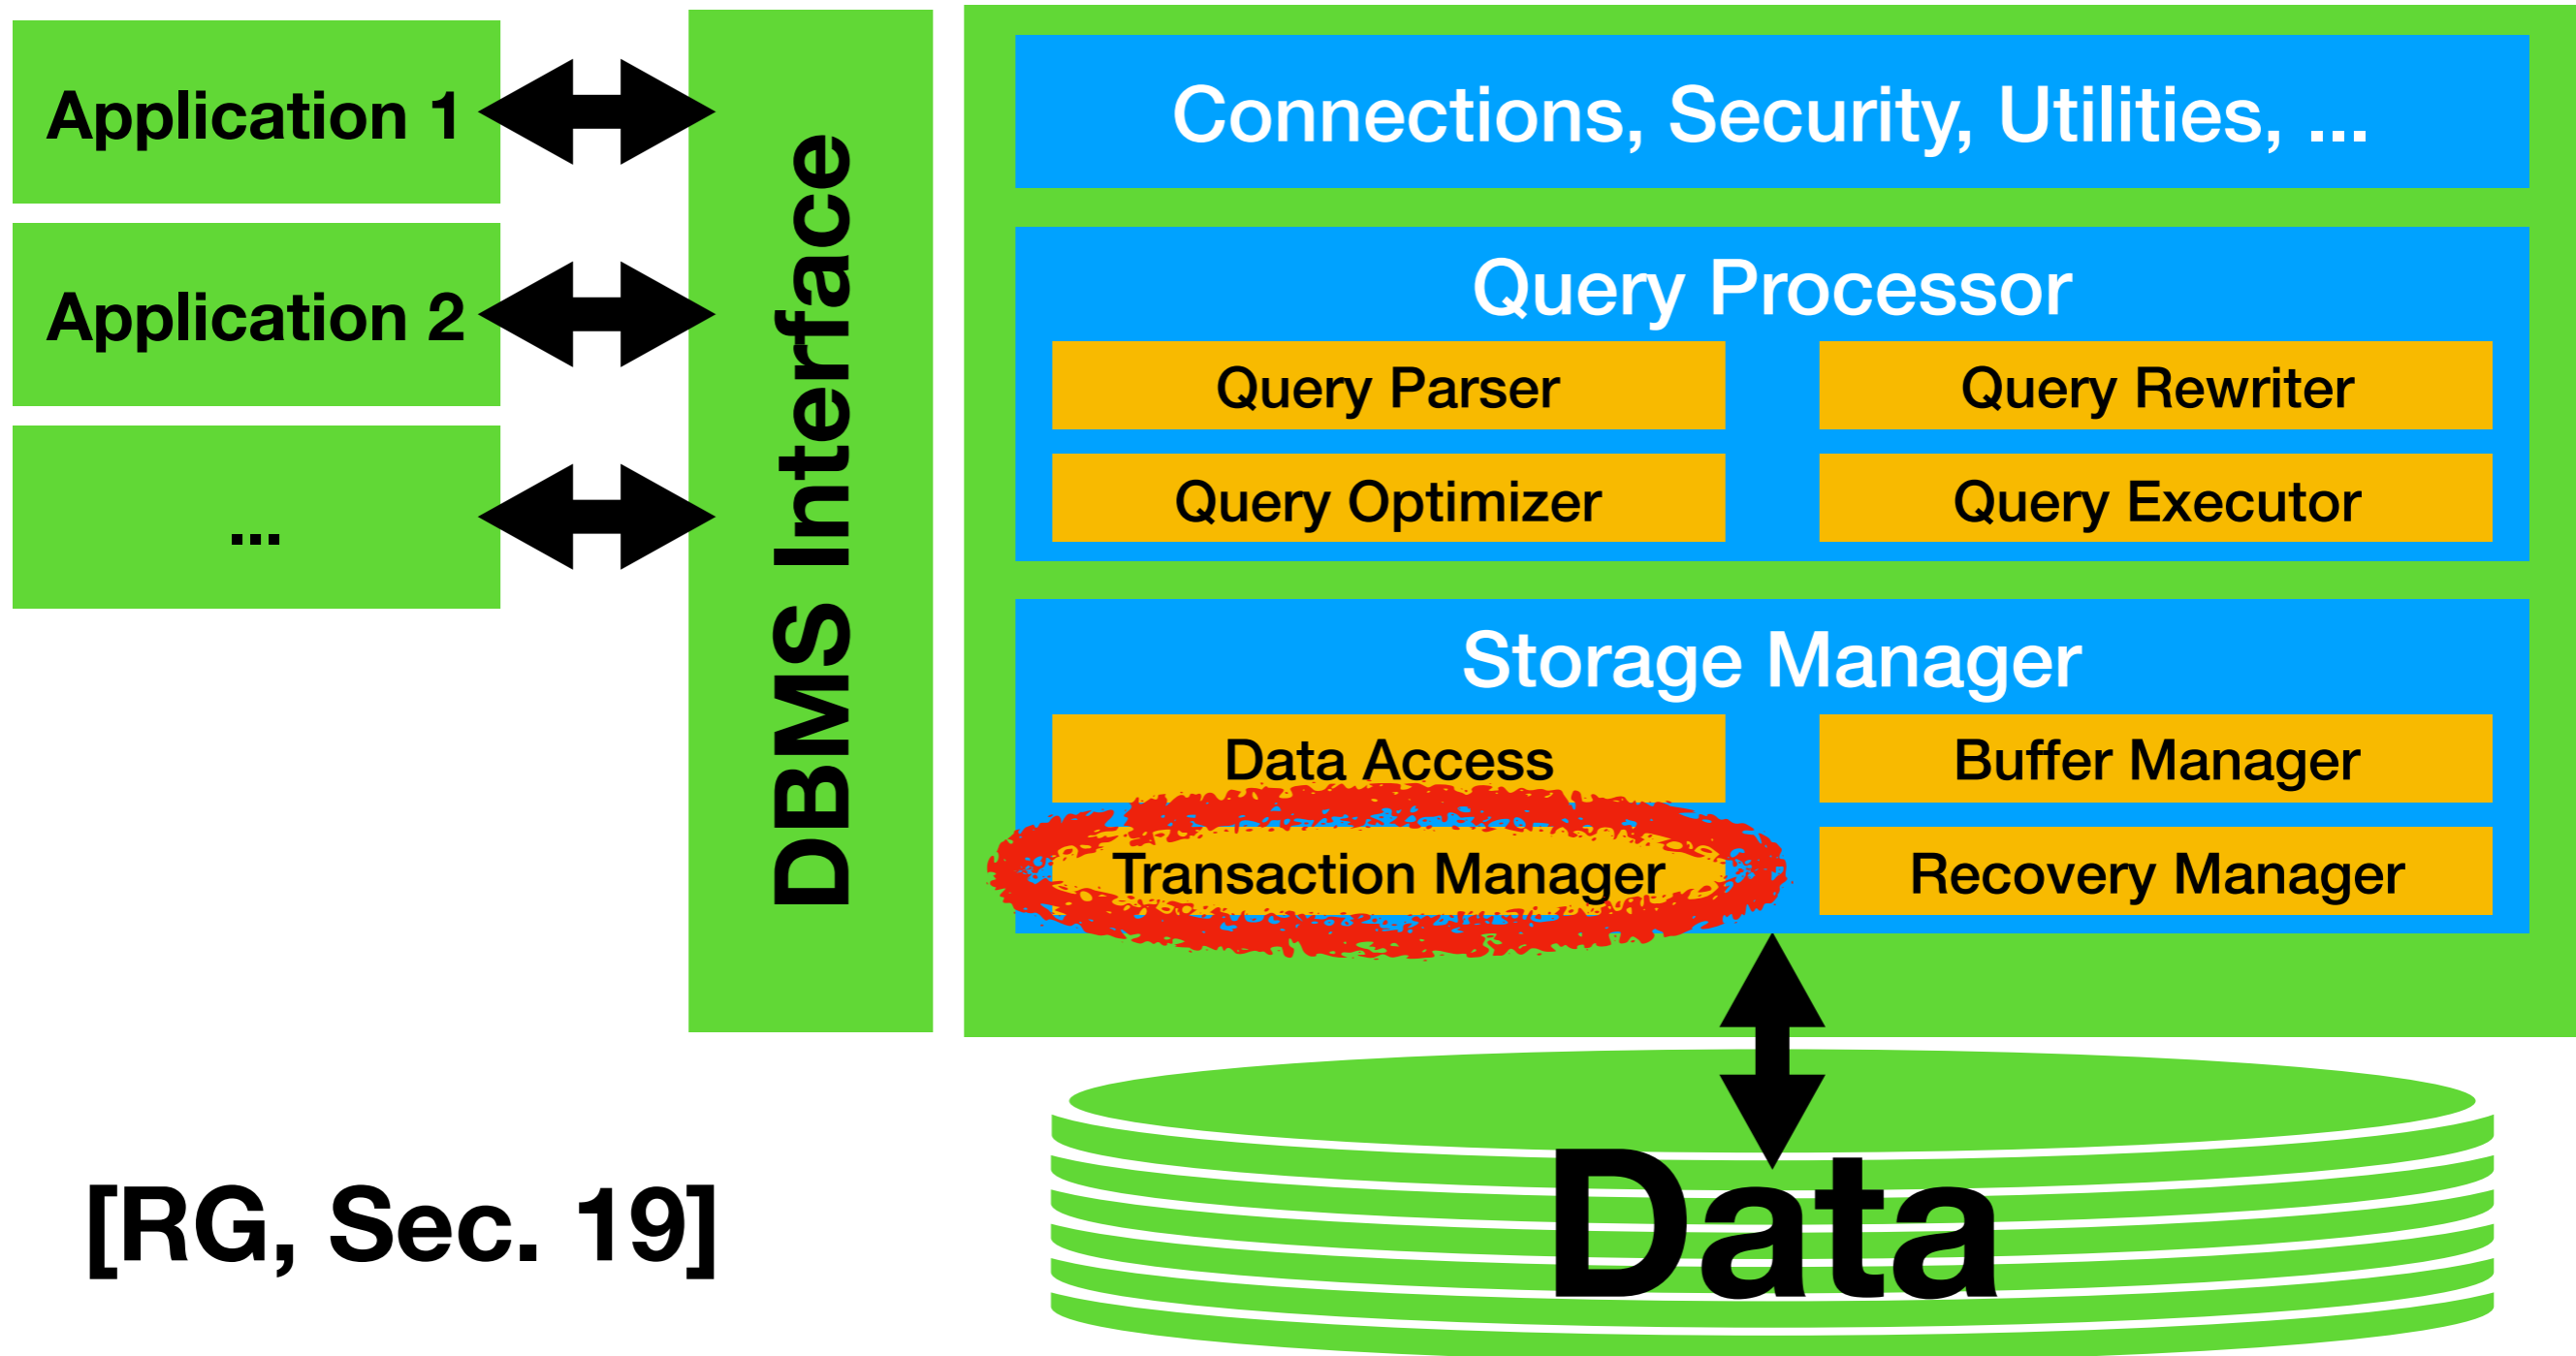 Application 1
Application 2
...
DBMS Interface
Connections, Security, Utilities, ...
Query Processor
Query Parser
Query Rewriter
Query Optimizer
Query Executor
Storage Manager
Data Access
Buffer Manager
Transaction Manager
Recovery Manager
Data
[RG, Sec. 19]